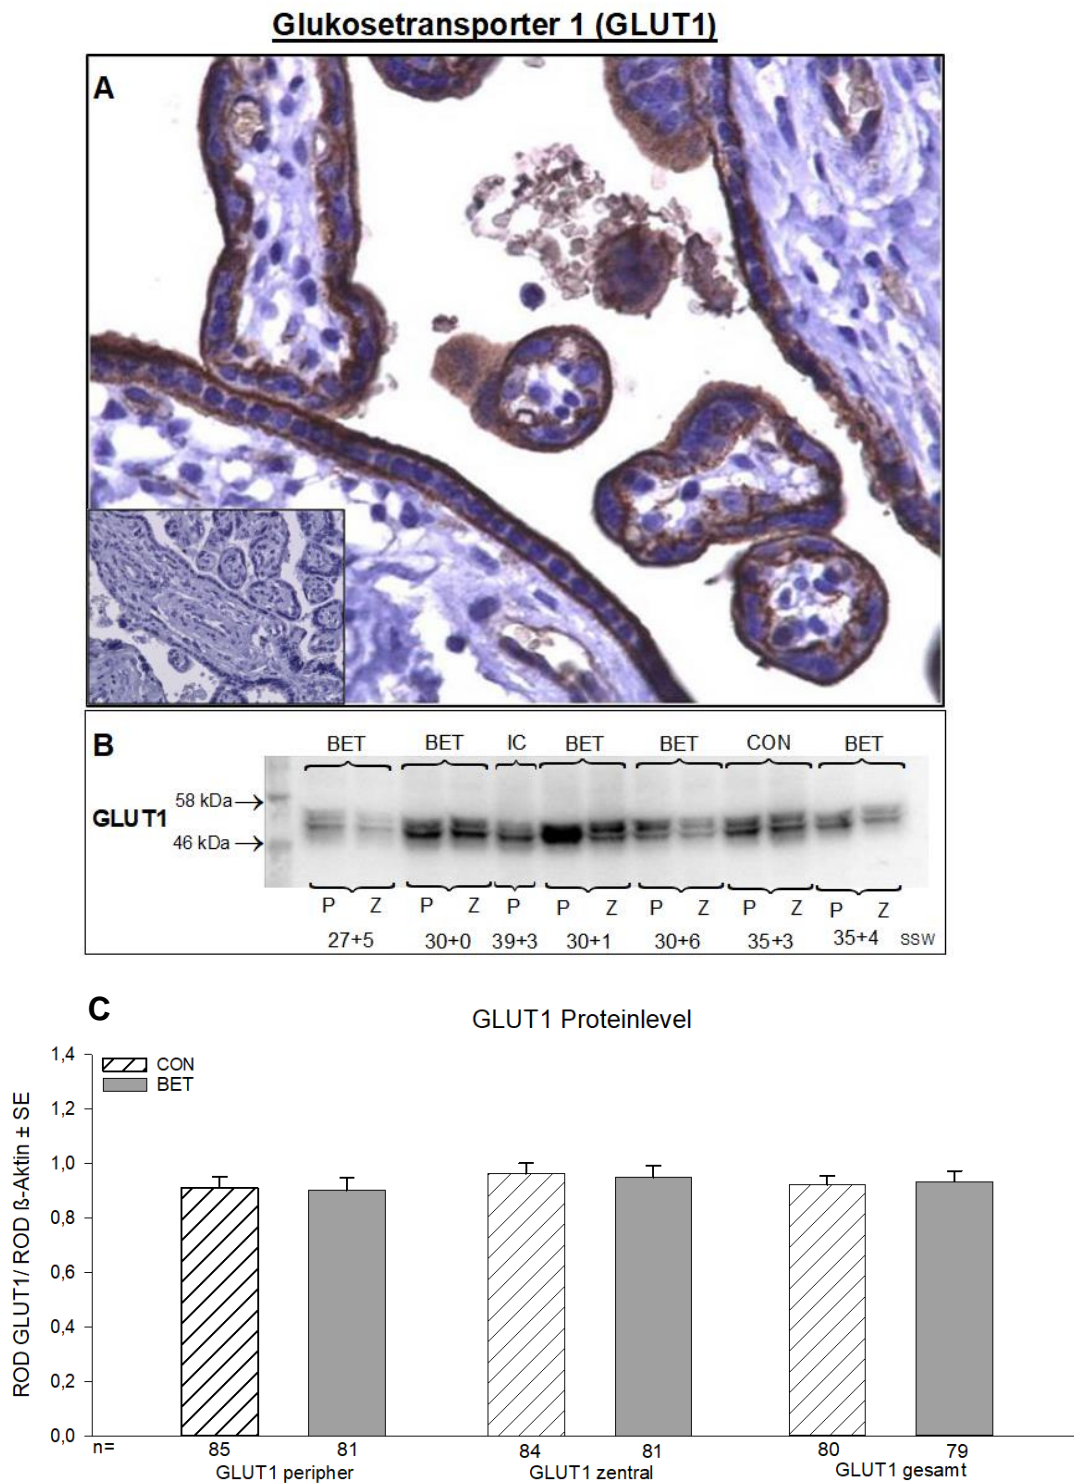 Glukosetransporter 1 (GLUT1)
A
B
BET BET IC BET BET CON BET
58 kDa
GLUT1
46 kDa
P Z P Z P P Z P Z P Z P Z
27+5 30+0 39+3 30+1 30+6 35+3 35+4 SSW
C
GLUT1 Proteinlevel
1,4
CON
BET
1,2
1,0
0,8
0,6
0,4
0,2
0,0
ROD GLUT1/ ROD ß-Aktin ± SE
n= 85 81 84 81 80 79
GLUT1 peripher GLUT1 zentral GLUT1 gesamt